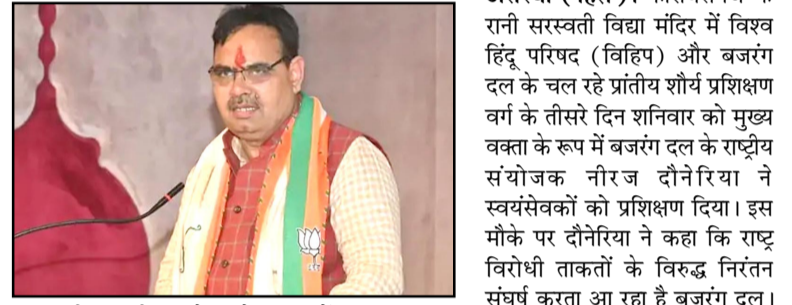 रानी सरस्वती विद्या मंदिर में विश्व
हिंदू परिषद (विहिप) और बजरंग
दल के चल रहे प्रांतीय शौर्य प्रशिक्षण
वर्ग के तीसरे दिन शनिवार को मुख्य
वक्ता के रूप में बजरंग दल के राष्ट्रीय
संयोजक नीरज दौनेरिया ने
स्वयंसेवकों को प्रशिक्षण दिया। इस
मौके पर दौनेरिया ने कहा कि राष्ट्र
विरोधी ताकतों के विरुद्ध निरंतन
संघर्ष करता आ रहा है बजरंग दल।